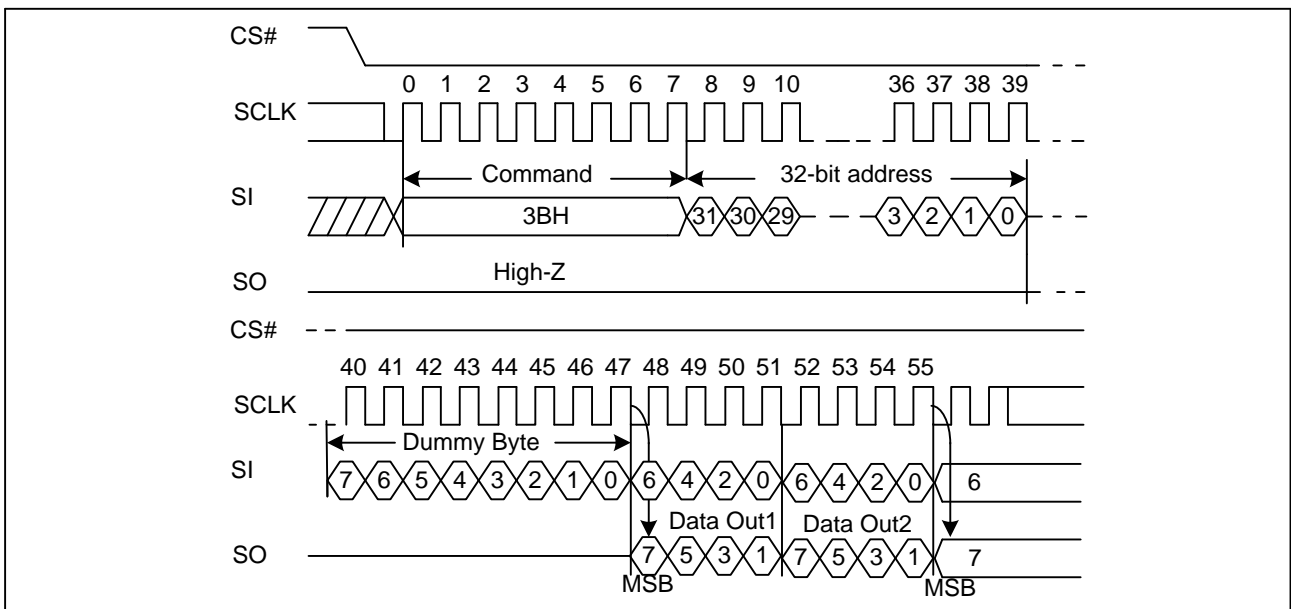 CS#
0 1 2 3 4 5 6 7 8 9 10 36 37 38 39
SCLK
Command 32-bit address
SI
3BH 31 30 29 3 2 1 0
High-Z
SO
CS#
40 41 42 43 44 45 46 47 48 49 50 51 52 53 54 55
SCLK
Dummy Byte
SI
7 6 5 4 3 2 1 0 6 4 2 0 6 4 2 0 6
Data Out1 Data Out2
SO
7 5 3 1 7 5 3 1 7
MSB MSB